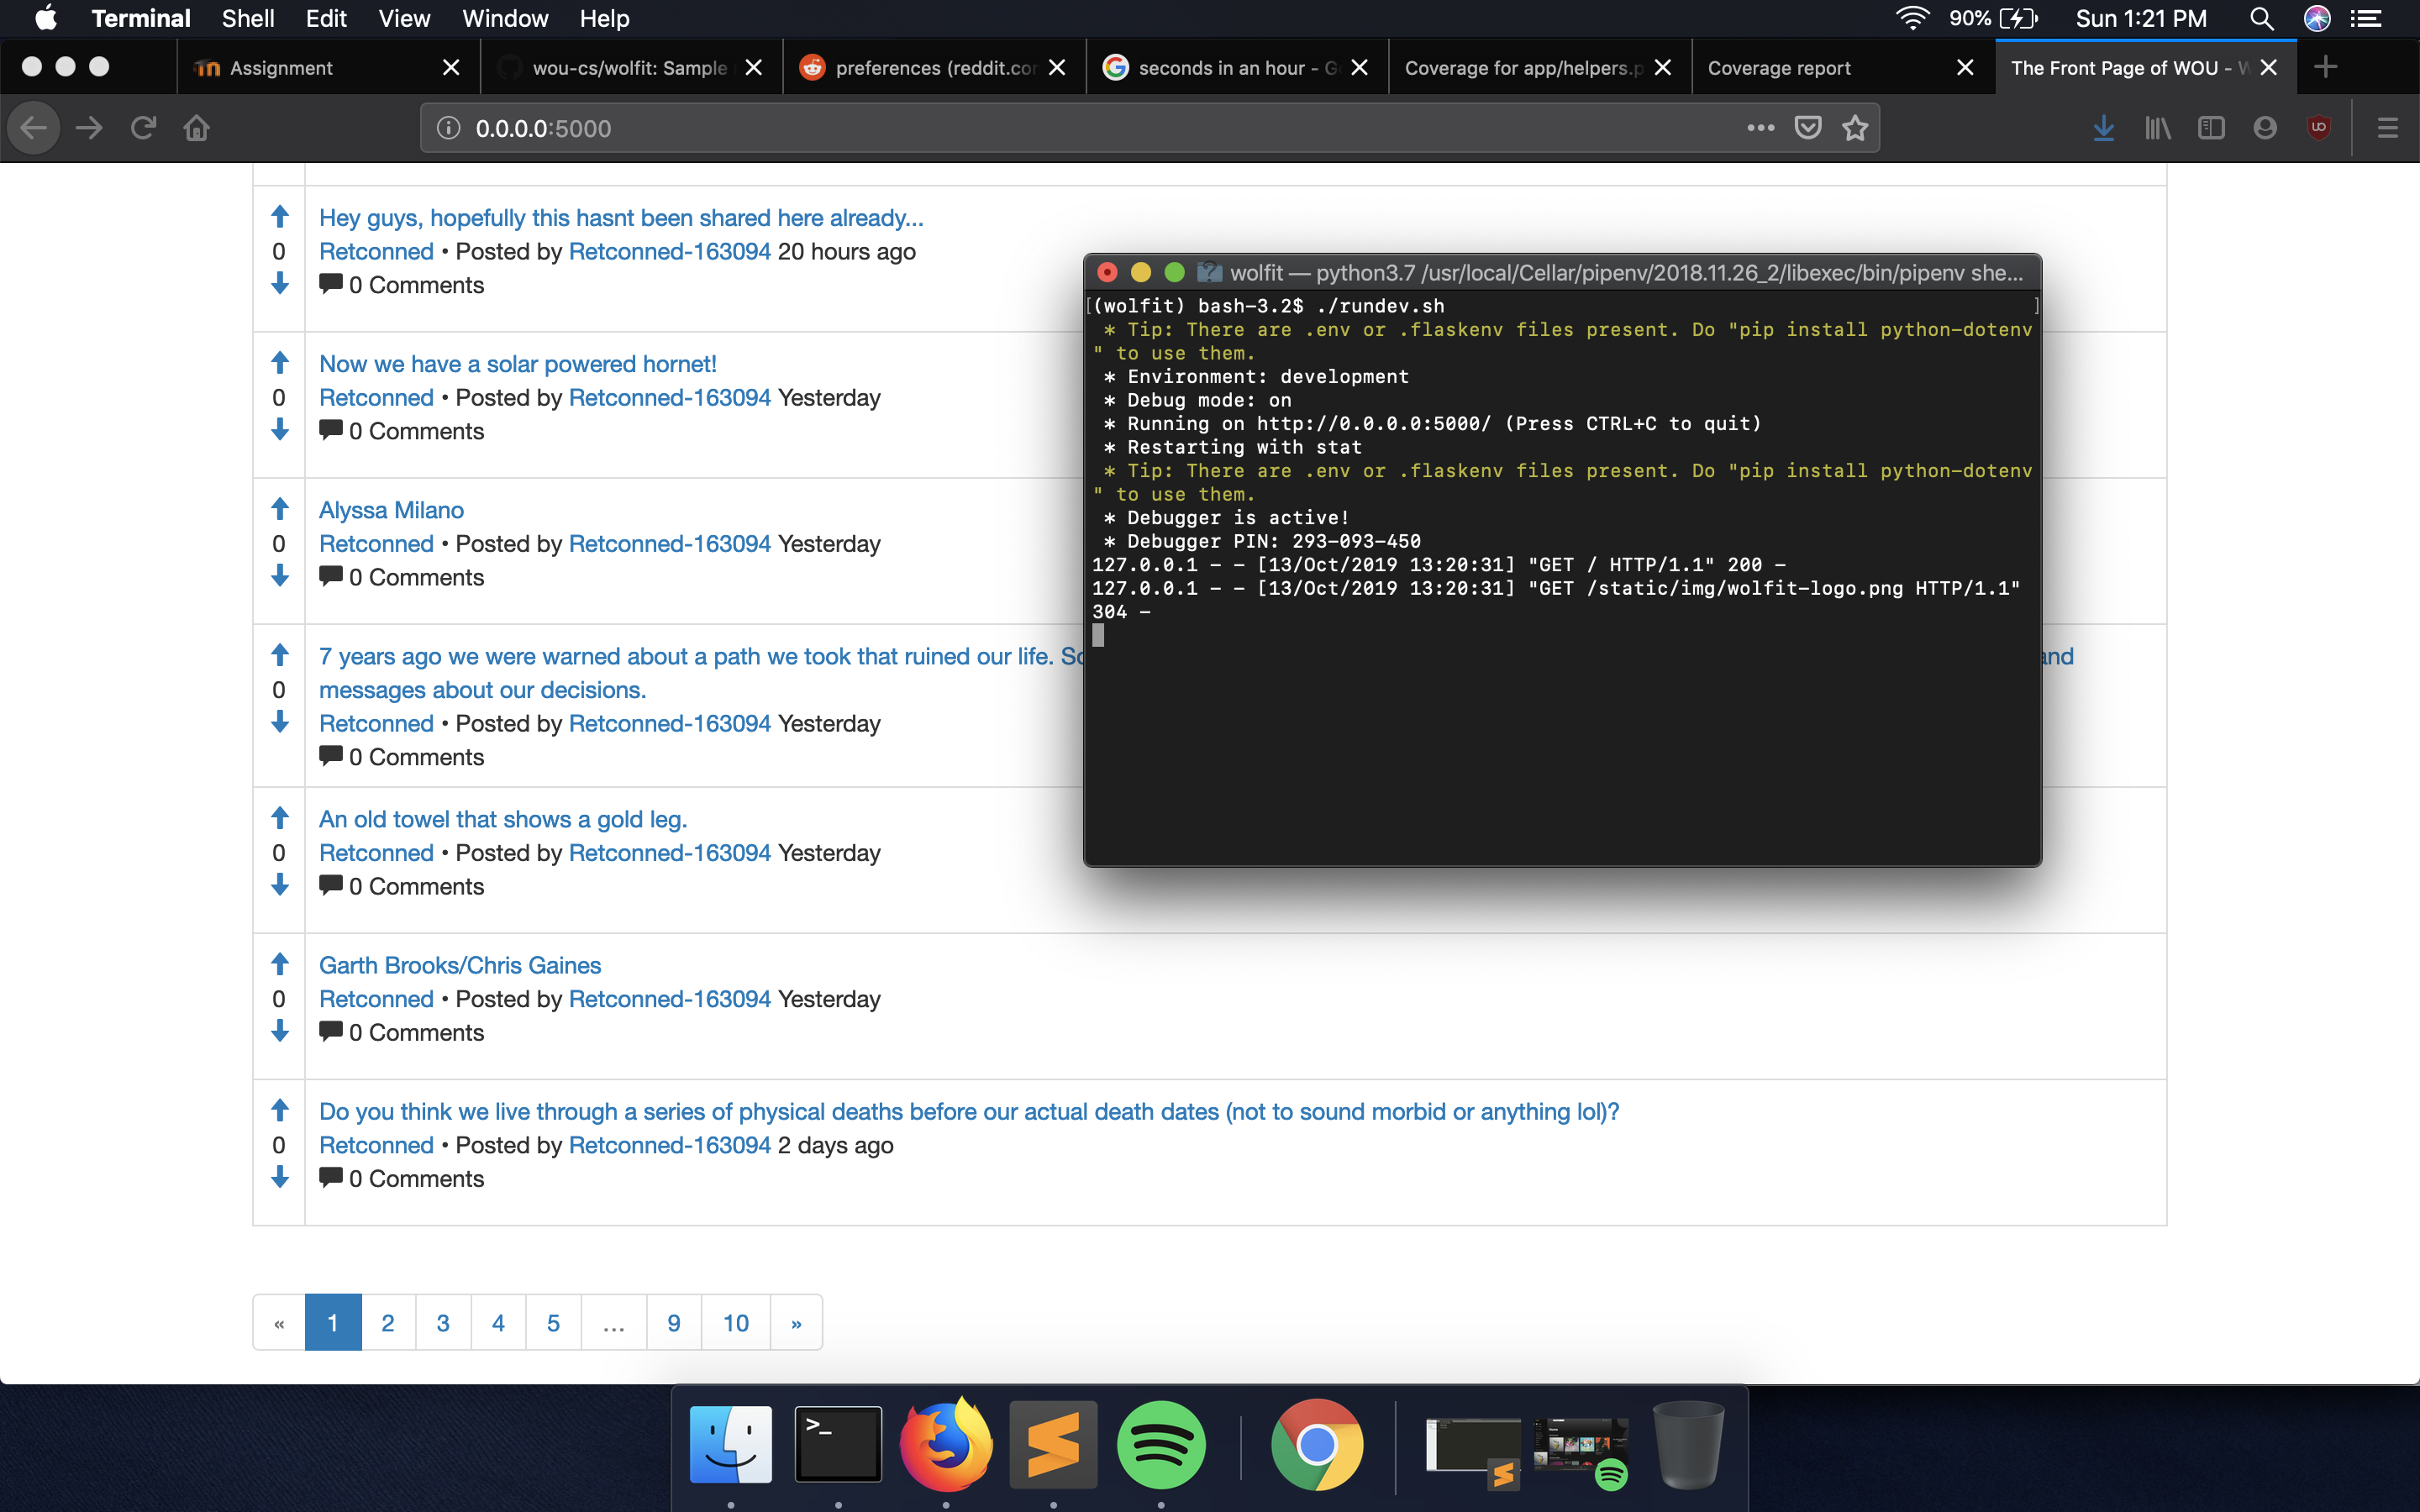 Terminal Shell Edit View Window Help 90% Sun 1:21 PM
Assignment wou-cs/wolfit: Sample preferences (reddit.cor seconds in an hour - G Coverage for app/helpers.p Coverage report The Front Page of WOU - W
0.0.0.0:5000
Hey guys, hopefully this hasnt been shared here already...
0 Retconned • Posted by Retconned-163094 20 hours ago
0 Comments
Now we have a solar powered hornet!
0 Retconned • Posted by Retconned-163094 Yesterday
0 Comments
Alyssa Milano
0 Retconned • Posted by Retconned-163094 Yesterday
0 Comments
7 years ago we were warned about a path we took that ruined our life. and
0 messages about our decisions.
Retconned • Posted by Retconned-163094 Yesterday
0 Comments
An old towel that shows a gold leg.
0 Retconned • Posted by Retconned-163094 Yesterday
0 Comments
Garth Brooks/Chris Gaines
0 Retconned • Posted by Retconned-163094 Yesterday
0 Comments
Do you think we live through a series of physical deaths before our actual death dates (not to sound morbid or anything lol)?
0 Retconned • Posted by Retconned-163094 2 days ago
0 Comments
« 1 2 3 4 5 ... 9 10 »
wolfit — python3.7 /usr/local/Cellar/pipenv/2018.11.26_2/libexec/bin/pipenv she...
[(wolfit) bash-3.2$ ./rundev.sh ]
* Tip: There are .env or .flaskenv files present. Do "pip install python-dotenv
" to use them.
* Environment: development
* Debug mode: on
* Running on http://0.0.0.0:5000/ (Press CTRL+C to quit)
* Restarting with stat
* Tip: There are .env or .flaskenv files present. Do "pip install python-dotenv
" to use them.
* Debugger is active!
* Debugger PIN: 293-093-450
127.0.0.1 - - [13/Oct/2019 13:20:31] "GET / HTTP/1.1" 200 -
127.0.0.1 - - [13/Oct/2019 13:20:31] "GET /static/img/wolfit-logo.png HTTP/1.1"
304 -